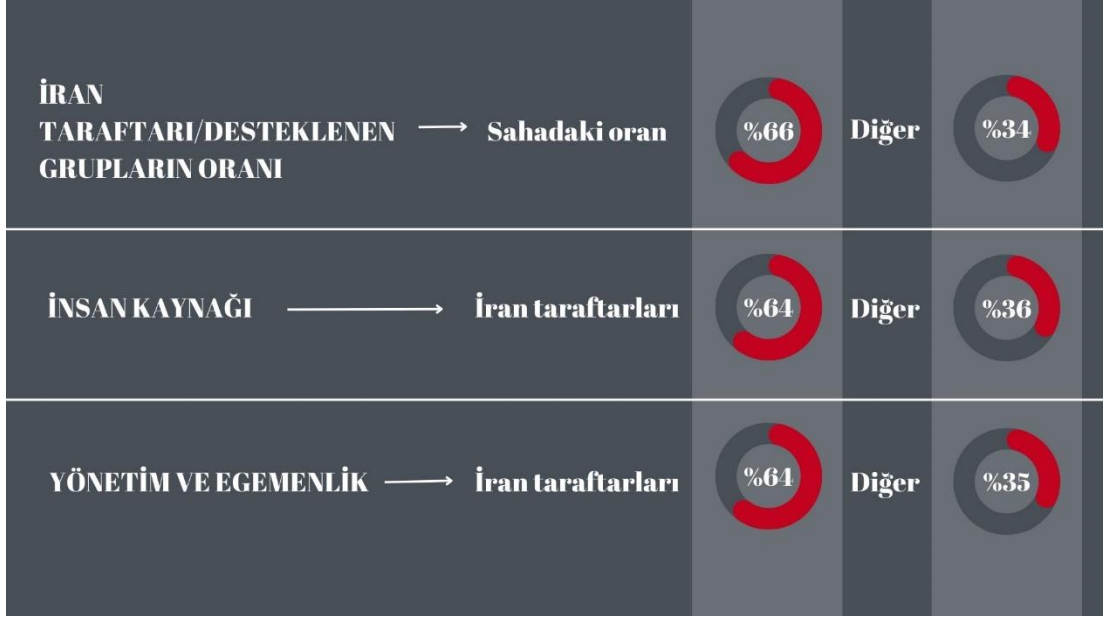 İRAN
TARAFTARI/DESTEKLENEN
GRUPLARIN ORANI
Sahadaki oran
%66
Diğer
%34
İNSAN KAYNAĞI
İran taraftarları
%64
Diğer
%36
YÖNETİM VE EGEMENLİK
İran taraftarları
%64
Diğer
%35